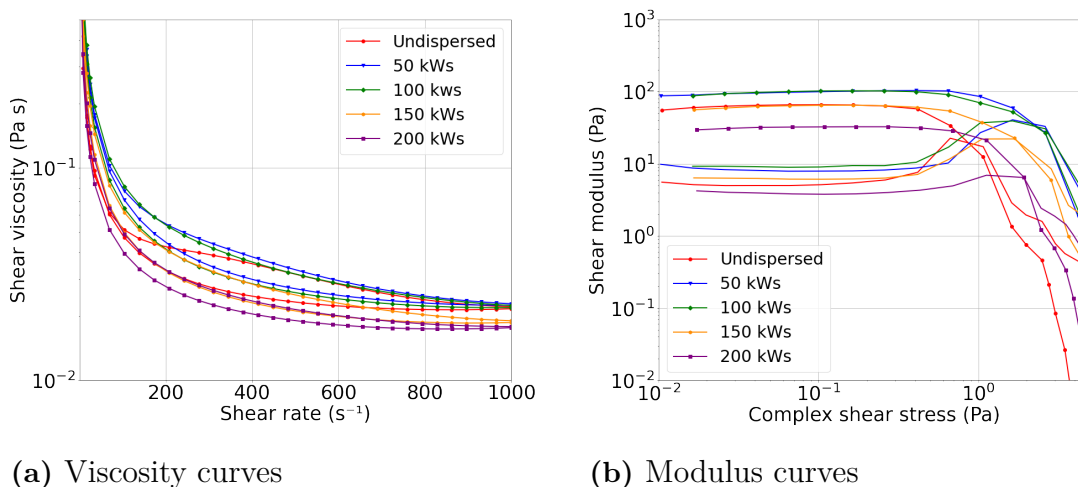 Shear viscosity (Pa s)
10⁻¹
10⁻²
200 400 600 800 1000
Shear rate (s⁻¹)
Undispersed
50 kWs
100 kws
150 kWs
200 kWs
(a) Viscosity curves
Shear modulus (Pa)
10³
10²
10¹
10⁰
10⁻¹
10⁻²
10⁻² 10⁻¹ 10⁰
Complex shear stress (Pa)
Undispersed
50 kWs
100 kWs
150 kWs
200 kWs
(b) Modulus curves